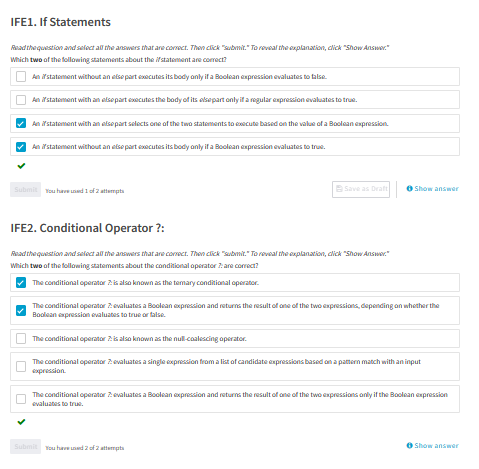 IFE1. If Statements
Read the question and select all the answers that are correct. Then click "submit." To reveal the explanation, click "Show Answer."
Which two of the following statements about the if statement are correct?
An if statement without an else part executes its body only if a Boolean expression evaluates to false.
An if statement with an else part executes the body of its else part only if a regular expression evaluates to true.
An if statement with an else part selects one of the two statements to execute based on the value of a Boolean expression.
An if statement without an else part executes its body only if a Boolean expression evaluates to true.
Submit You have used 1 of 2 attempts Save as Draft Show answer
IFE2. Conditional Operator ?:
Read the question and select all the answers that are correct. Then click "submit." To reveal the explanation, click "Show Answer."
Which two of the following statements about the conditional operator ?: are correct?
The conditional operator ?: is also known as the ternary conditional operator.
The conditional operator ?: evaluates a Boolean expression and returns the result of one of the two expressions, depending on whether the
Boolean expression evaluates to true or false.
The conditional operator ?: is also known as the null-coalescing operator.
The conditional operator ?: evaluates a single expression from a list of candidate expressions based on a pattern match with an input
expression.
The conditional operator ?: evaluates a Boolean expression and returns the result of one of the two expressions only if the Boolean expression
evaluates to true.
Submit You have used 2 of 2 attempts Show answer